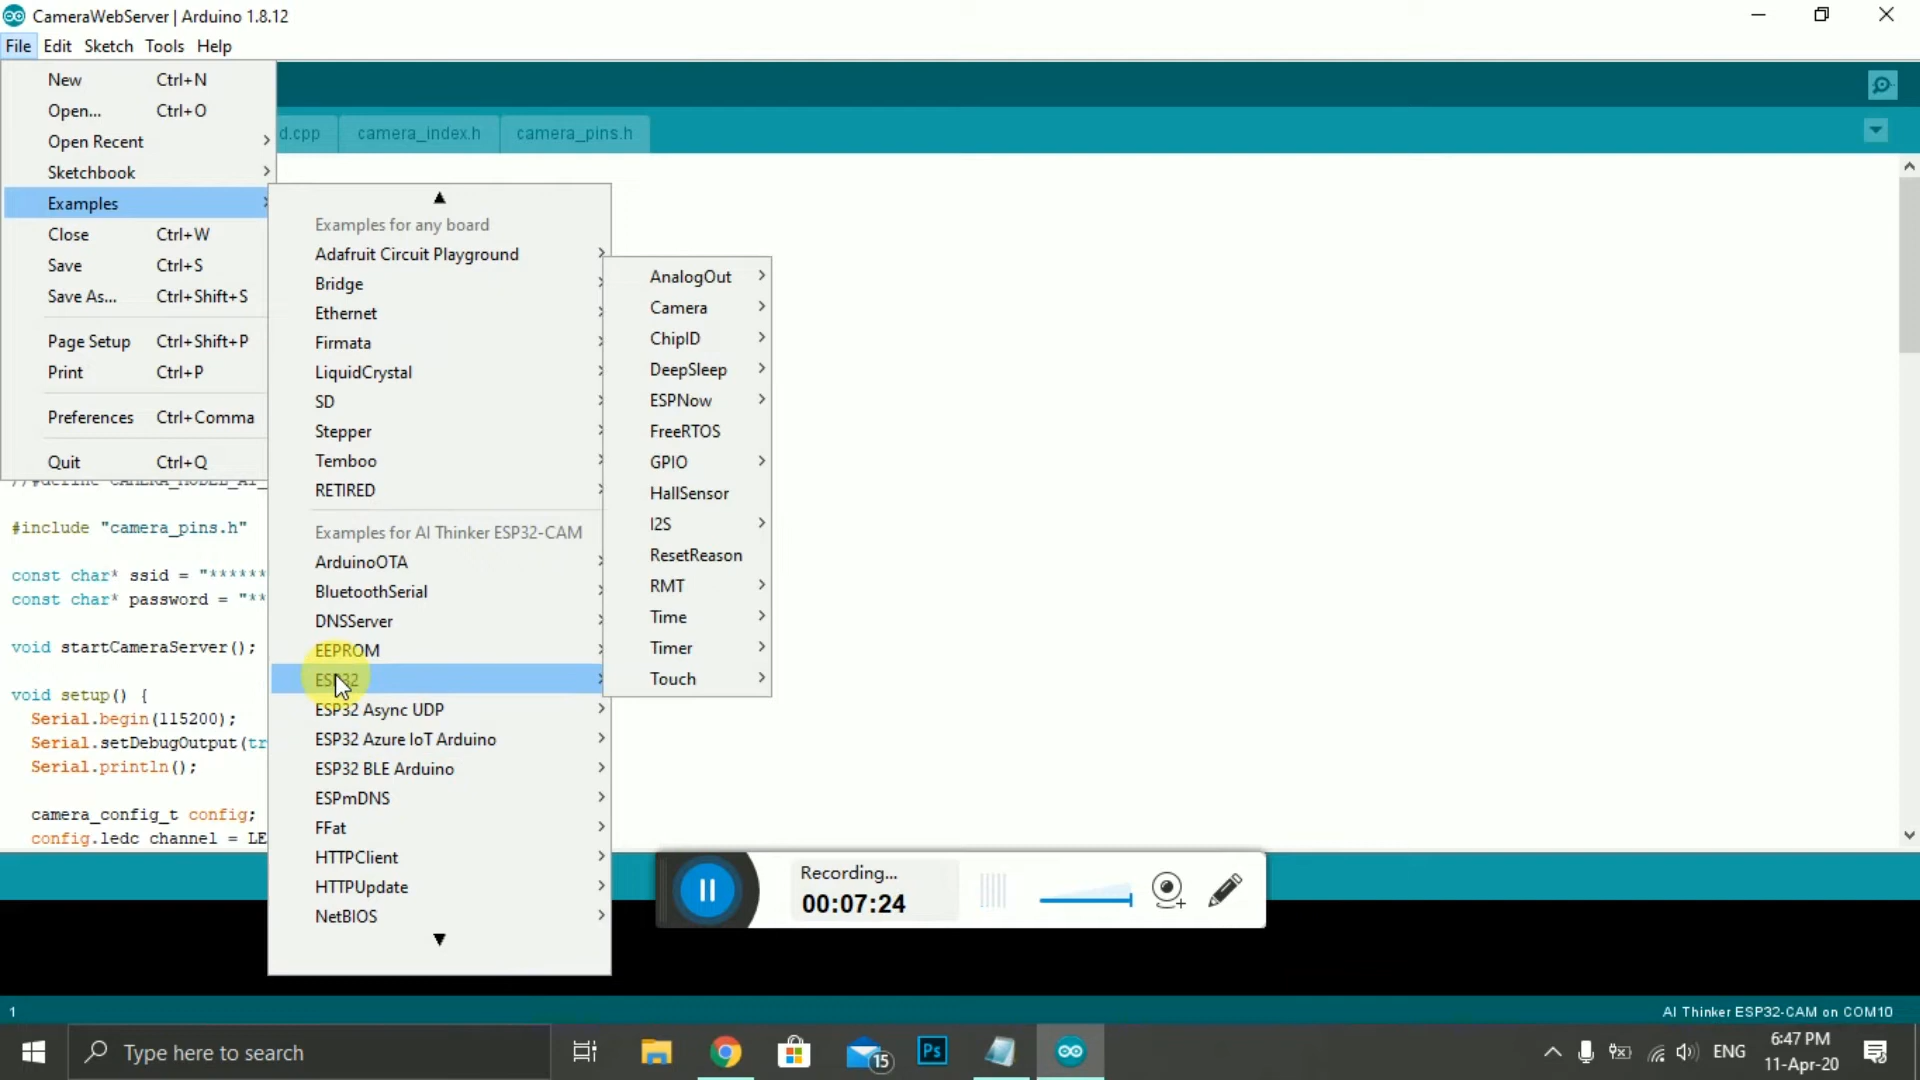 CameraWebServer | Arduino 1.8.12
File Edit Sketch Tools Help
New Ctrl+N
Open... Ctrl+O
Open Recent
Sketchbook
Examples
Close Ctrl+W
Save Ctrl+S
Save As... Ctrl+Shift+S
Page Setup Ctrl+Shift+P
Print Ctrl+P
Preferences Ctrl+Comma
Quit Ctrl+Q
d.cpp camera_index.h camera_pins.h
Examples for any board
Adafruit Circuit Playground
Bridge
Ethernet
Firmata
LiquidCrystal
SD
Stepper
Temboo
RETIRED
Examples for AI Thinker ESP32-CAM
ArduinoOTA
BluetoothSerial
DNSServer
EEPROM
ESP32
ESP32 Async UDP
ESP32 Azure IoT Arduino
ESP32 BLE Arduino
ESPmDNS
FFat
HTTPClient
HTTPUpdate
NetBIOS
AnalogOut
Camera
ChipID
DeepSleep
ESPNow
FreeRTOS
GPIO
HallSensor
I2S
ResetReason
RMT
Time
Timer
Touch
#include "camera_pins.h"
const char* ssid = "******
const char* password = "**
void startCameraServer();
void setup() {
Serial.begin(115200);
Serial.setDebugOutput(tr
Serial.println();
camera_config_t config;
config.ledc channel = LE
Recording...
00:07:24
1
AI Thinker ESP32-CAM on COM10
Type here to search
15
Ps
ENG
6:47 PM
11-Apr-20